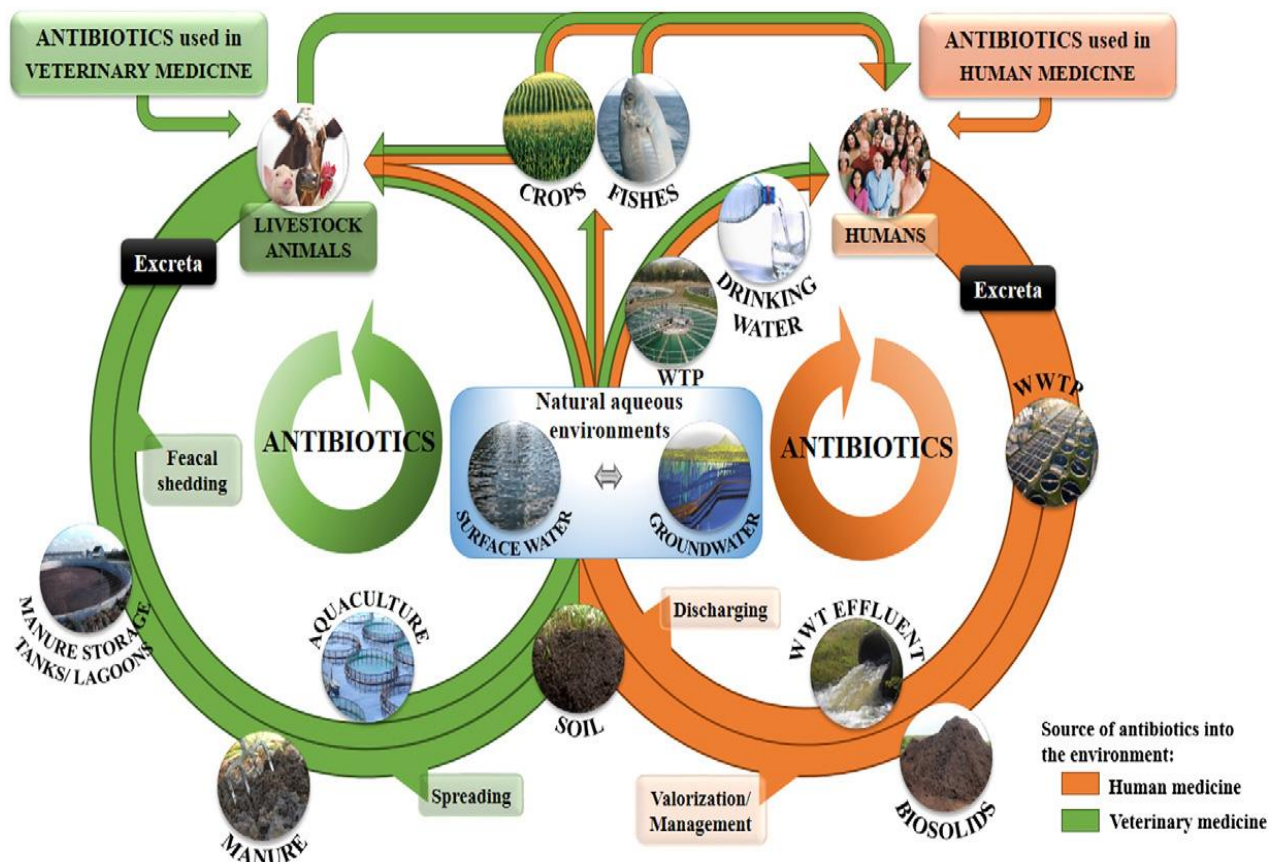 ANTIBIOTICS used in
VETERINARY MEDICINE
ANTIBIOTICS used in
HUMAN MEDICINE
CROPS
FISHES
LIVESTOCK
ANIMALS
HUMANS
Excreta
Excreta
DRINKING
WATER
WTP
WWTP
Natural aqueous
environments
ANTIBIOTICS
ANTIBIOTICS
SURFACE WATER
GROUNDWATER
Feacal
shedding
MANURE STORAGE
TANKS/ LAGOONS
AQUACULTURE
SOIL
Discharging
WWT EFFLUENT
Spreading
MANURE
Valorization/
Management
BIOSOLIDS
Source of antibiotics into
the environment:
Human medicine
Veterinary medicine